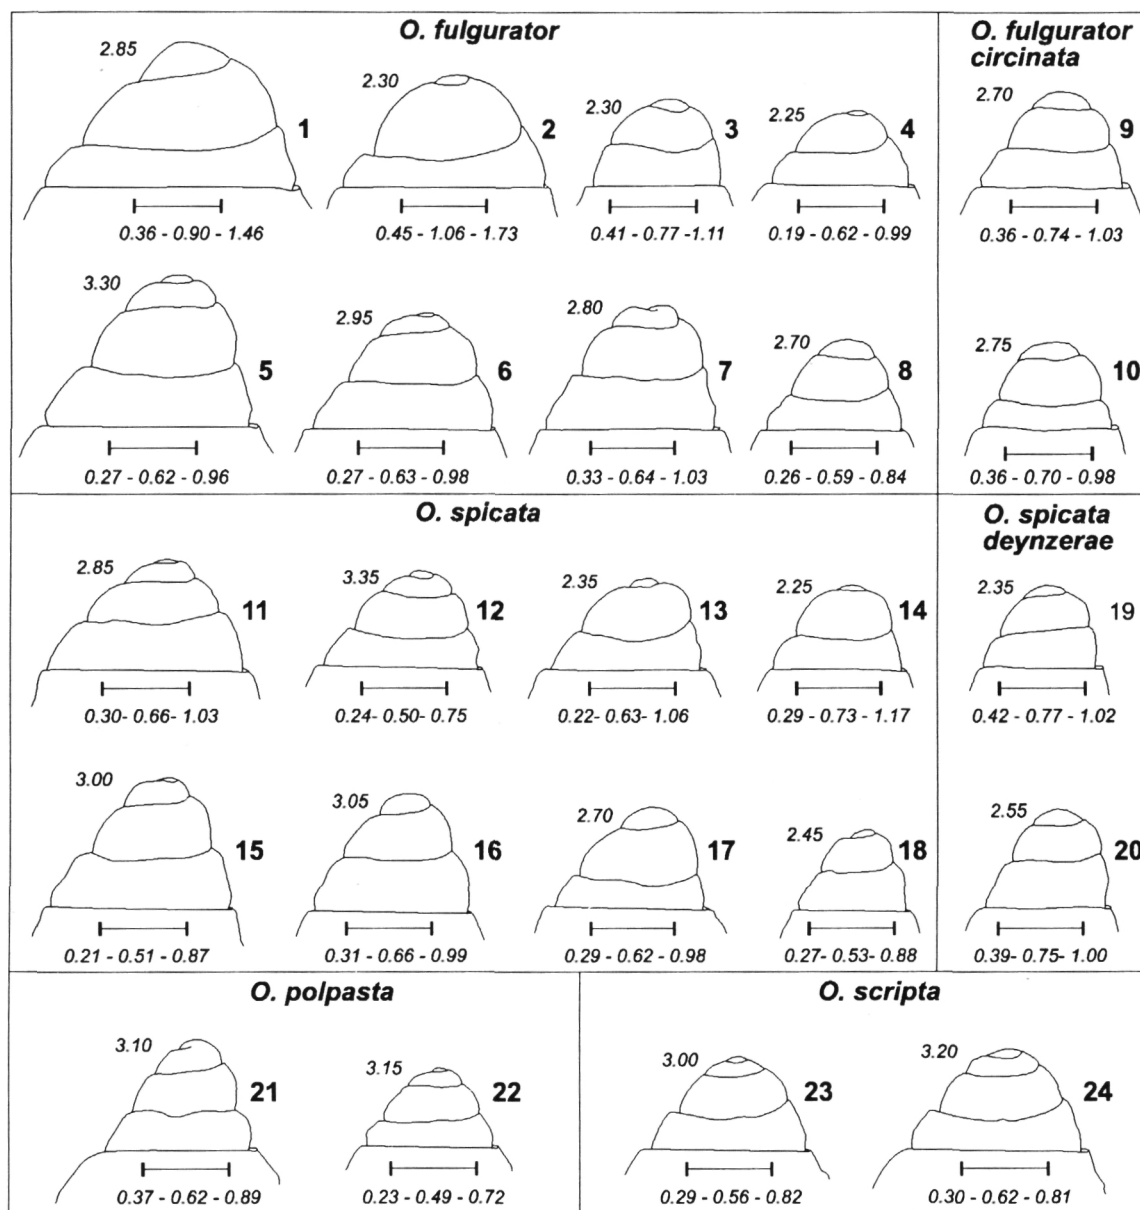 O. fulgurator
2.85
1
0.36 - 0.90 - 1.46
2.30
2
0.45 - 1.06 - 1.73
2.30
3
0.41 - 0.77 -1.11
2.25
4
0.19 - 0.62 - 0.99
3.30
5
0.27 - 0.62 - 0.96
2.95
6
0.27 - 0.63 - 0.98
2.80
7
0.33 - 0.64 - 1.03
2.70
8
0.26 - 0.59 - 0.84
O. fulgurator
circinata
2.70
9
0.36 - 0.74 - 1.03
2.75
10
0.36 - 0.70 - 0.98
O. spicata
2.85
11
0.30- 0.66- 1.03
3.35
12
0.24- 0.50- 0.75
2.35
13
0.22- 0.63- 1.06
2.25
14
0.29 - 0.73 - 1.17
3.00
15
0.21 - 0.51 - 0.87
3.05
16
0.31 - 0.66 - 0.99
2.70
17
0.29 - 0.62 - 0.98
2.45
18
0.27- 0.53- 0.88
O. spicata
deynzerae
2.35
19
0.42 - 0.77 - 1.02
2.55
20
0.39- 0.75- 1.00
O. polpasta
3.10
21
0.37 - 0.62 - 0.89
3.15
22
0.23 - 0.49 - 0.72
O. scripta
3.00
23
0.29 - 0.56 - 0.82
3.20
24
0.30 - 0.62 - 0.81